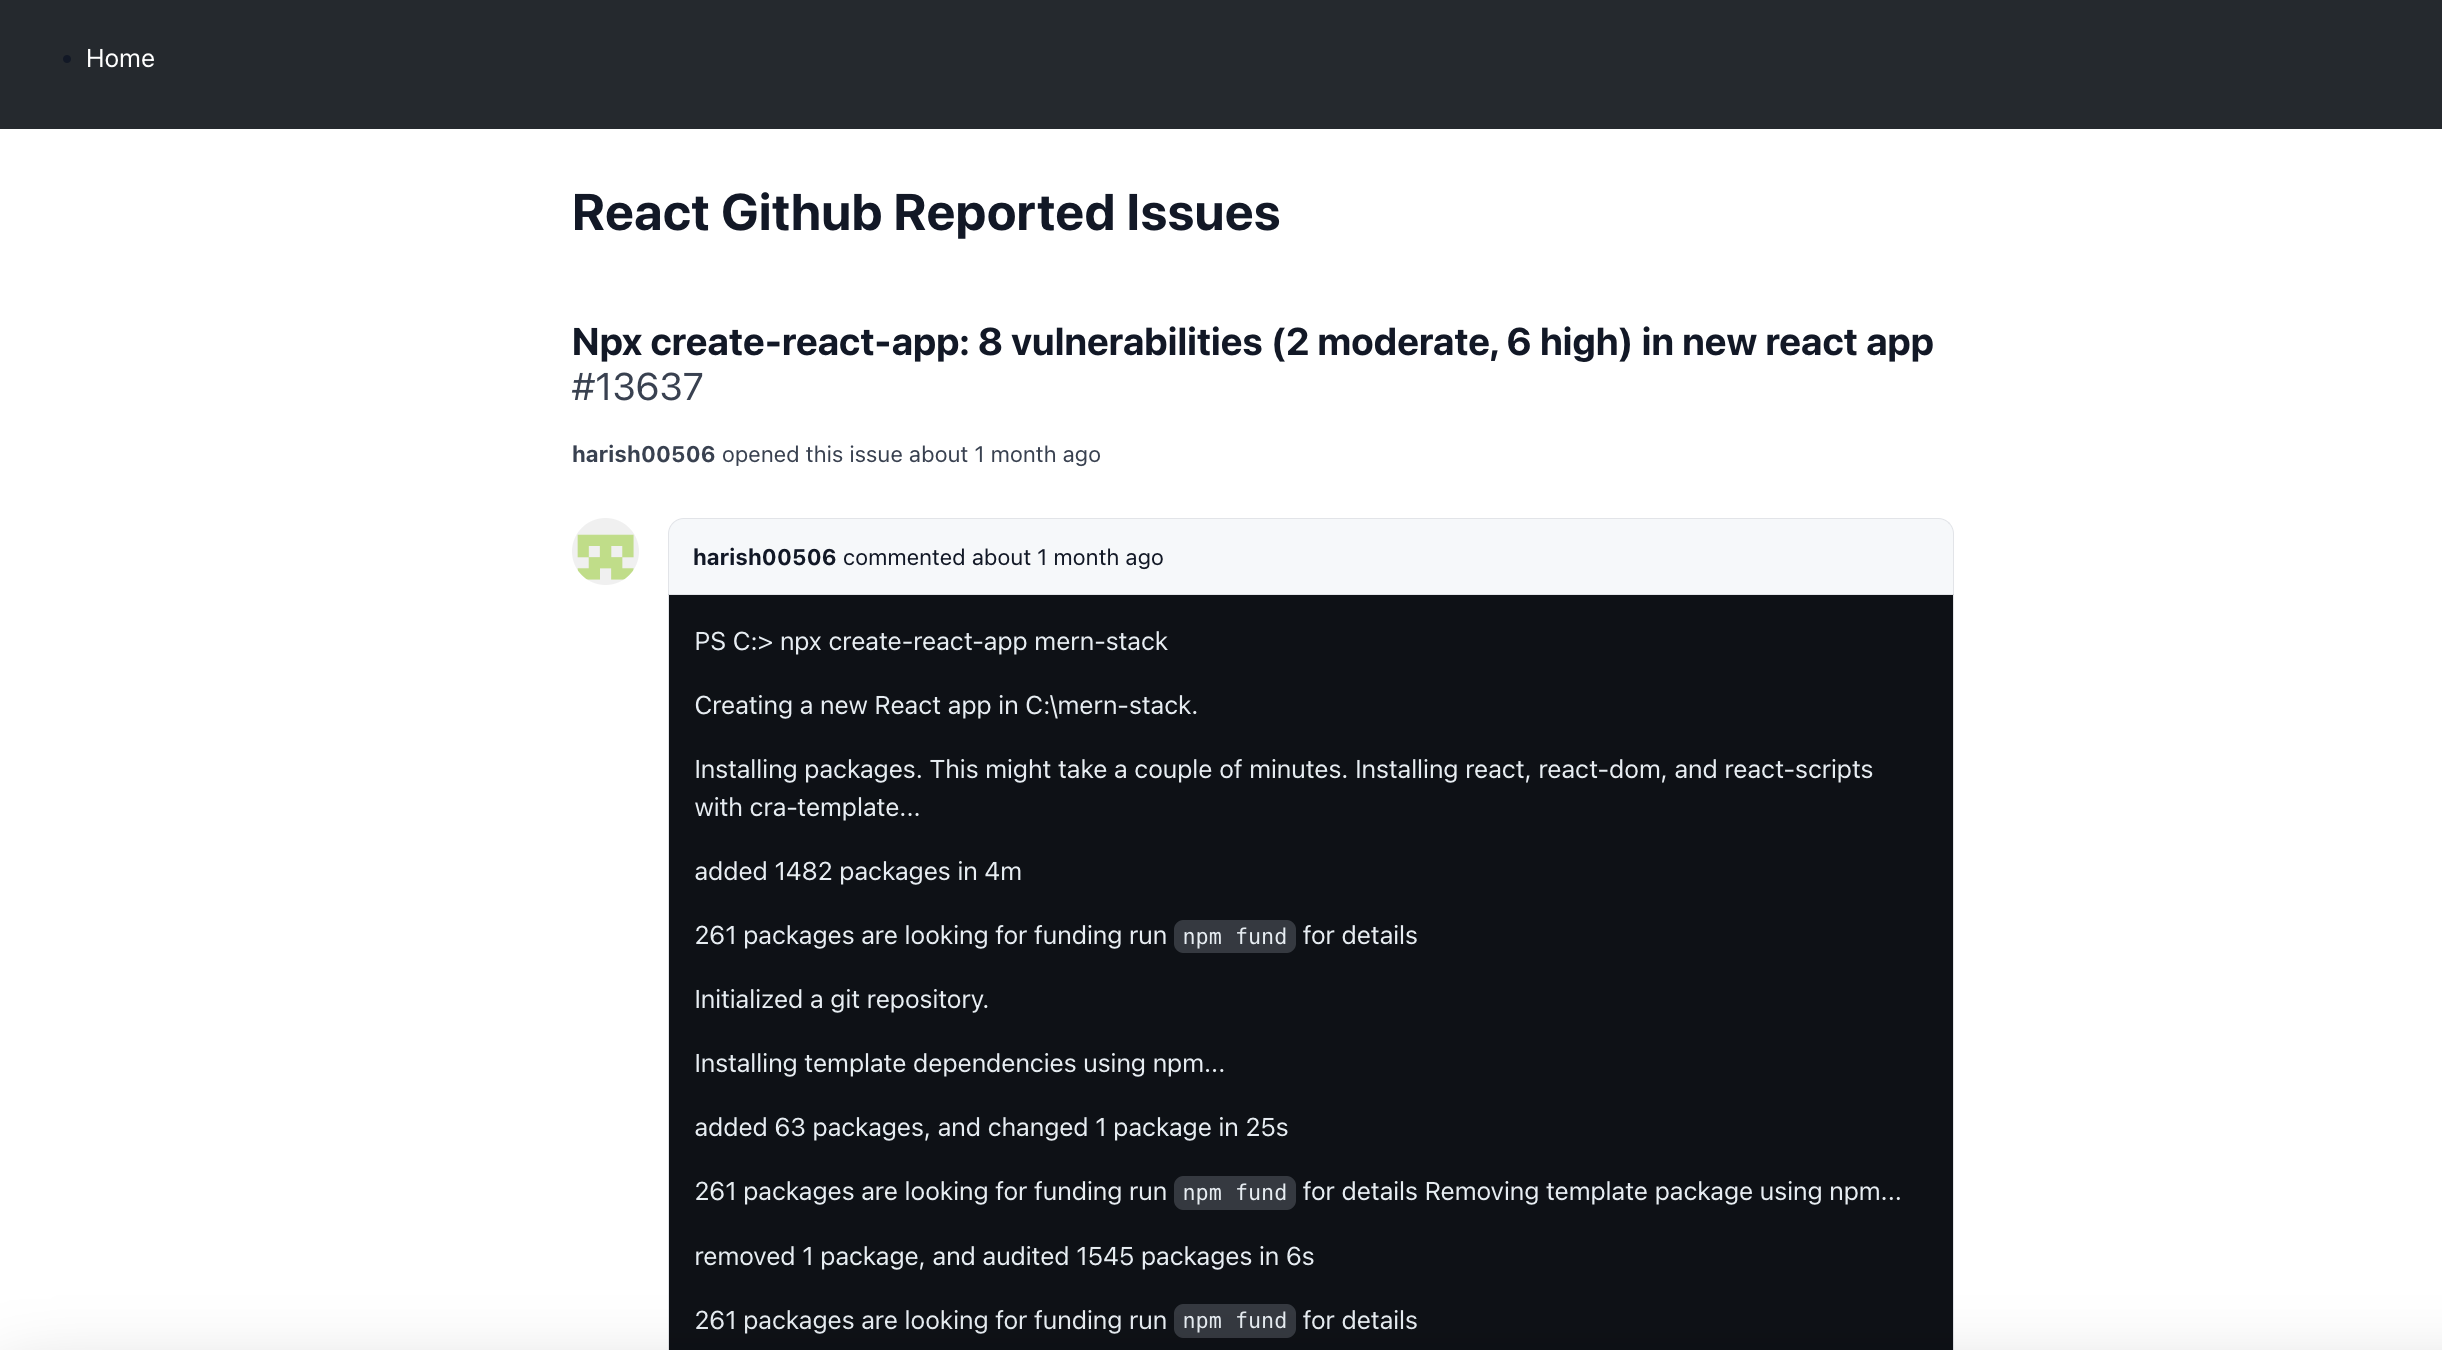 Home
React Github Reported Issues
Npx create-react-app: 8 vulnerabilities (2 moderate, 6 high) in new react app
#13637
harish00506 opened this issue about 1 month ago
harish00506 commented about 1 month ago
PS C:> npx create-react-app mern-stack
Creating a new React app in C:\mern-stack.
Installing packages. This might take a couple of minutes. Installing react, react-dom, and react-scripts
with cra-template...
added 1482 packages in 4m
261 packages are looking for funding run npm fund for details
Initialized a git repository.
Installing template dependencies using npm...
added 63 packages, and changed 1 package in 25s
261 packages are looking for funding run npm fund for details Removing template package using npm...
removed 1 package, and audited 1545 packages in 6s
261 packages are looking for funding run npm fund for details